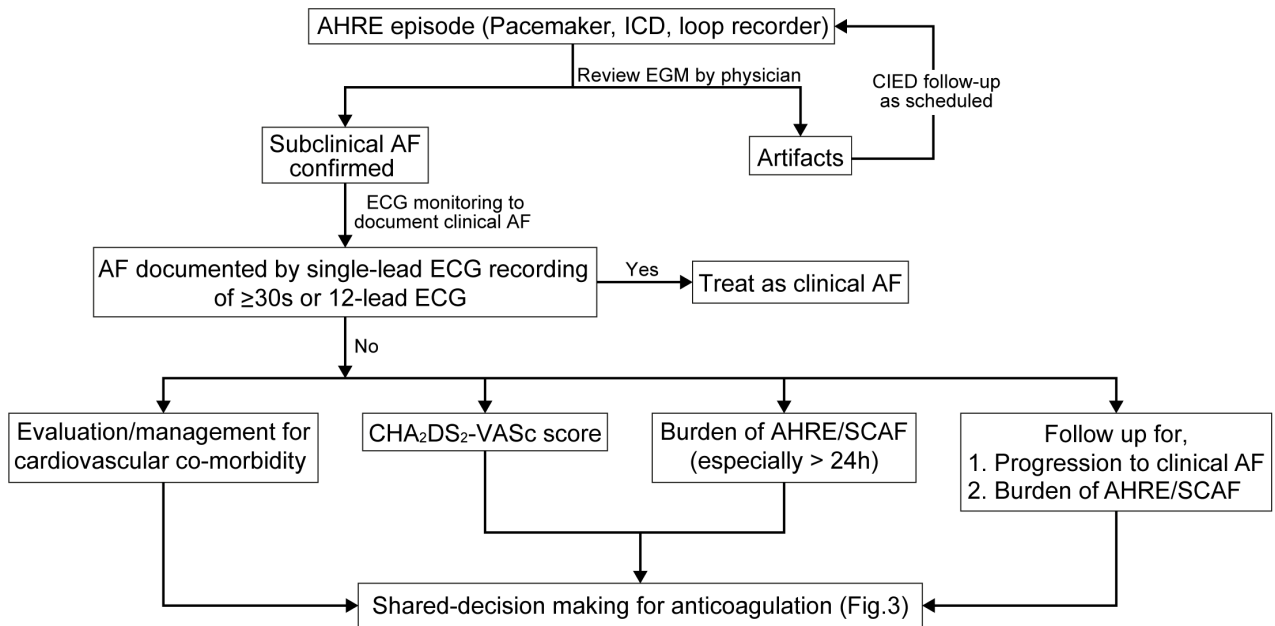 AHRE episode (Pacemaker, ICD, loop recorder)
Review EGM by physician
CIED follow-up
as scheduled
Subclinical AF
confirmed
Artifacts
ECG monitoring to
document clinical AF
AF documented by single-lead ECG recording
of ≥30s or 12-lead ECG
Yes
Treat as clinical AF
No
Evaluation/management for
cardiovascular co-morbidity
CHA₂DS₂-VASc score
Burden of AHRE/SCAF
(especially > 24h)
Follow up for,
1. Progression to clinical AF
2. Burden of AHRE/SCAF
Shared-decision making for anticoagulation (Fig.3)